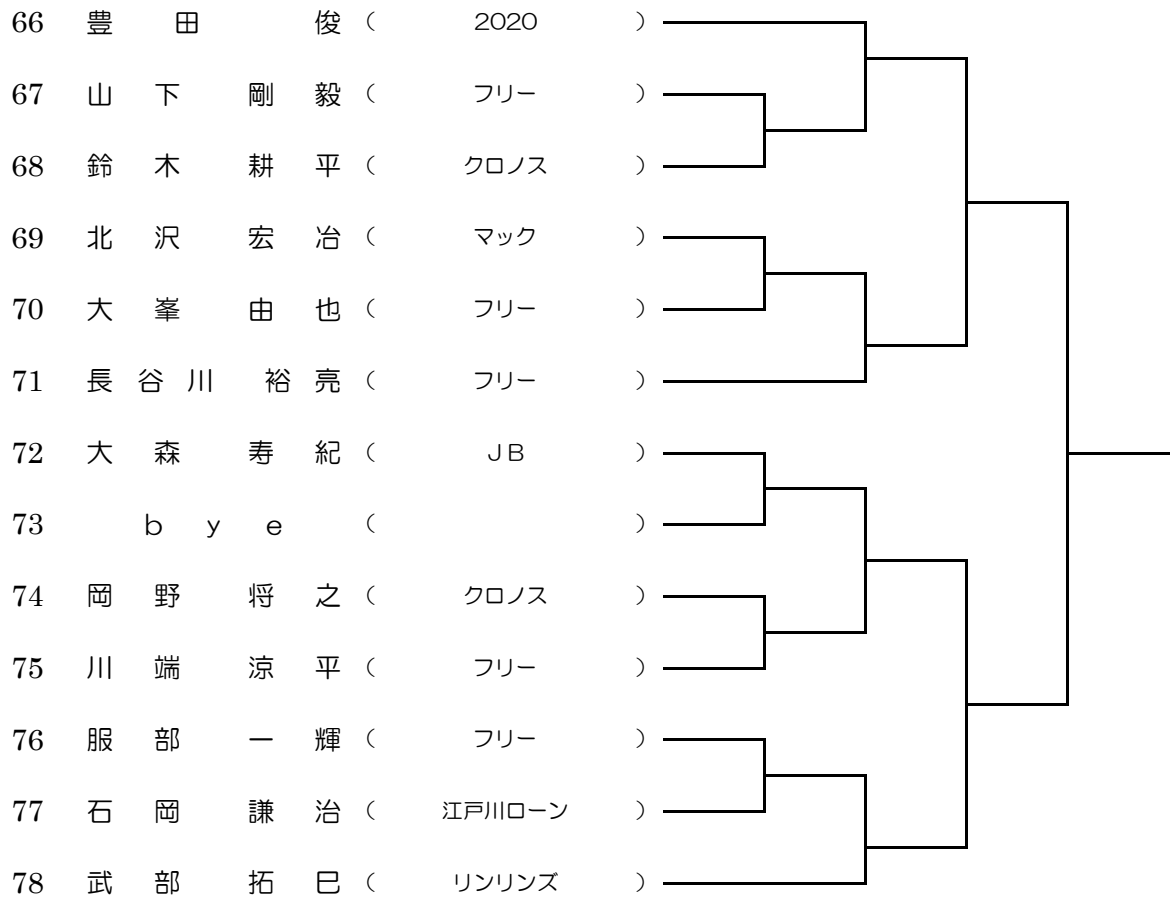 66 豊田 俊 ( 2020 )
67 山下 剛毅 ( フリー )
68 鈴木 耕平 ( クロノス )
69 北沢 宏冶 ( マック )
70 大峯 由也 ( フリー )
71 長谷川 裕亮 ( フリー )
72 大森 寿紀 ( JB )
73 bye ( )
74 岡野 将之 ( クロノス )
75 川端 涼平 ( フリー )
76 服部 一輝 ( フリー )
77 石岡 謙治 ( 江戸川ローン )
78 武部 拓巳 ( リンリンズ )